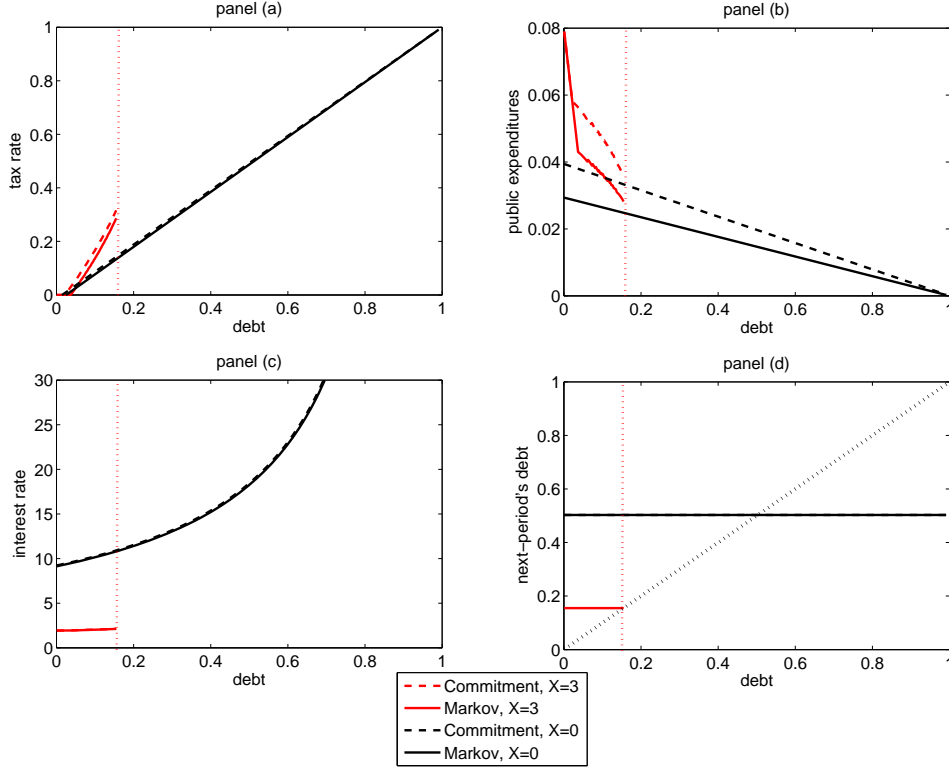 panel (a)
1
0.8
0.6
0.4
0.2
0
tax rate
0 0.2 0.4 0.6 0.8 1
debt
panel (b)
0.08
0.06
0.04
0.02
0
public expenditures
0 0.2 0.4 0.6 0.8 1
debt
panel (c)
30
25
20
15
10
5
0
interest rate
0 0.2 0.4 0.6 0.8 1
debt
panel (d)
1
0.8
0.6
0.4
0.2
0
next−period's debt
0 0.2 0.4 0.6 0.8 1
debt
Commitment, X=3
Markov, X=3
Commitment, X=0
Markov, X=0